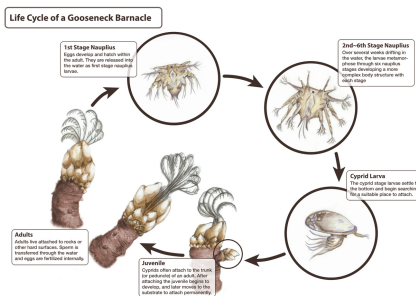 Life Cycle of a Gooseneck Barnacle
1st Stage Nauplius
Eggs develop and hatch within
the adult. They are released into
the water as first stage nauplius
larvae.
2nd–6th Stage Nauplius
Over several weeks drifting in
the water, the larvae metamor-
phose through six nauplius
stages developing a more
complex body structure with
each stage
Cyprid Larva
The cyprid stage larvae settle t
the bottom and begin searchin
for a suitable place to attach.
Juvenile
Cyprids often attach to the trunk
(or peduncle) of an adult. After
attaching the juvenile begins to
develop, and later moves to the
substrate to attach permanently.
Adults
Adults live attached to rocks or
other hard surfaces. Sperm is
transferred through the water
and eggs are fertilized internally.